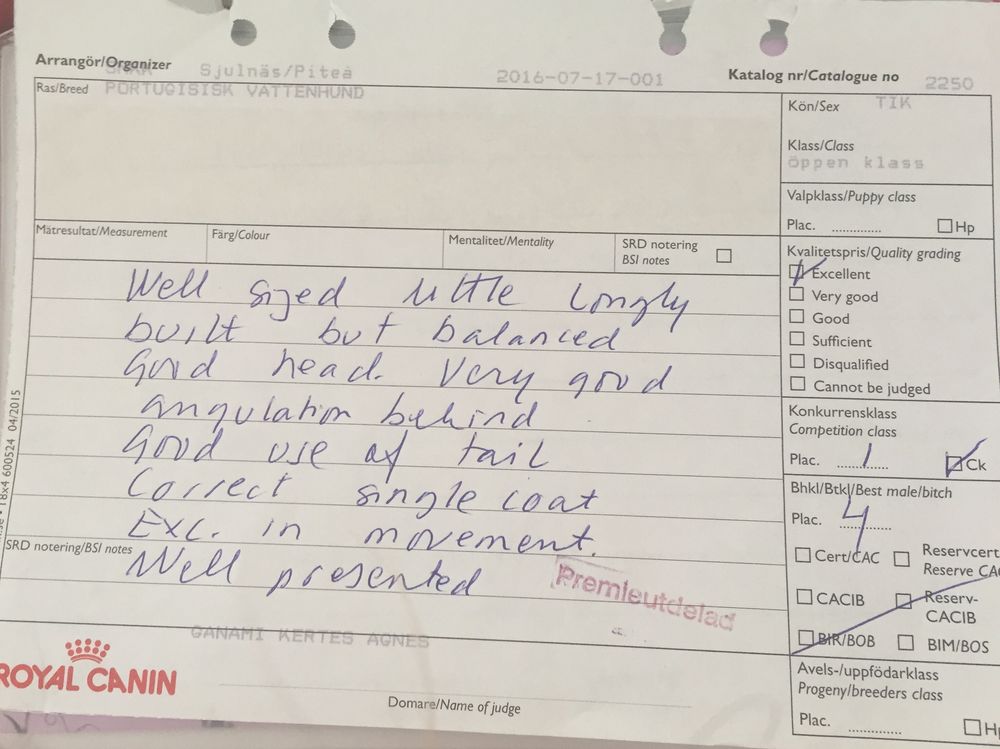 Arrangör/Organizer
Sjulnäs/Piteå
2016-07-17-001
Katalog nr/Catalogue no 2250
Ras/Breed PORTUGISISK VATTENHUND
Kön/Sex TIK
Klass/Class
öppen klass
Valpklass/Puppy class
Plac. .............. Hp
Mätresultat/Measurement
Färg/Colour
Mentalitet/Mentality
SRD notering
BSI notes
Kvalitetspris/Quality grading
Excellent
Very good
Good
Sufficient
Disqualified
Cannot be judged
Well sized little longly
built but balanced
Good head. Very good
angulation behind
Good use of tail
Correct single coat
Exc. in movement.
SRD notering/BSI notes
Well presented
Premieutdelad
Konkurrensklass
Competition class
Plac. 1 Ck
Bhkl/Btkl/Best male/bitch
Plac. 4
Cert/CAC
Reservcert
Reserve CA
CACIB
Reserv-
CACIB
BIR/BOB
BIM/BOS
Avels-/uppfödarklass
Progeny/breeders class
Plac. .............. H
GANAMI KERTES AGNES
Domare/Name of judge
ROYAL CANIN
18x4 600524 04/2015